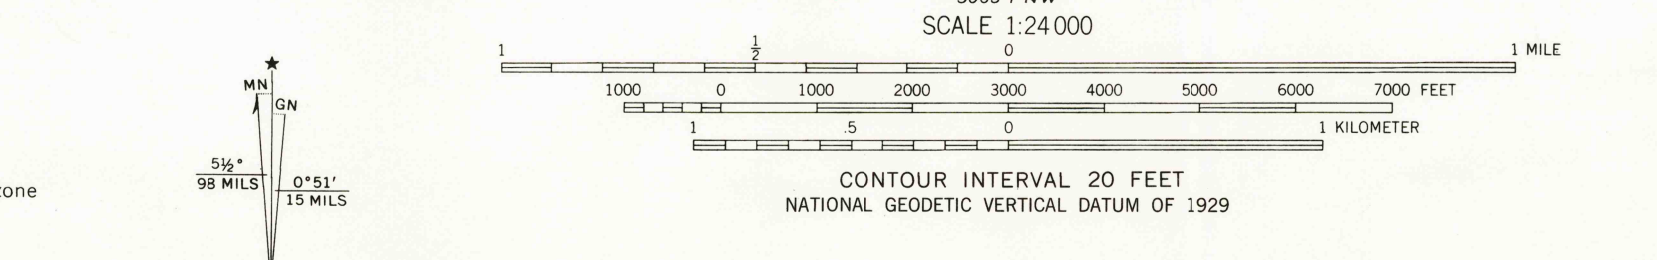 SCALE 1:24 000
1 1/2 0 1 MILE
1000 0 1000 2000 3000 4000 5000 6000 7000 FEET
1 .5 0 1 KILOMETER
CONTOUR INTERVAL 20 FEET
NATIONAL GEODETIC VERTICAL DATUM OF 1929
★
MN
GN
5½°
98 MILS
0°51′
15 MILS